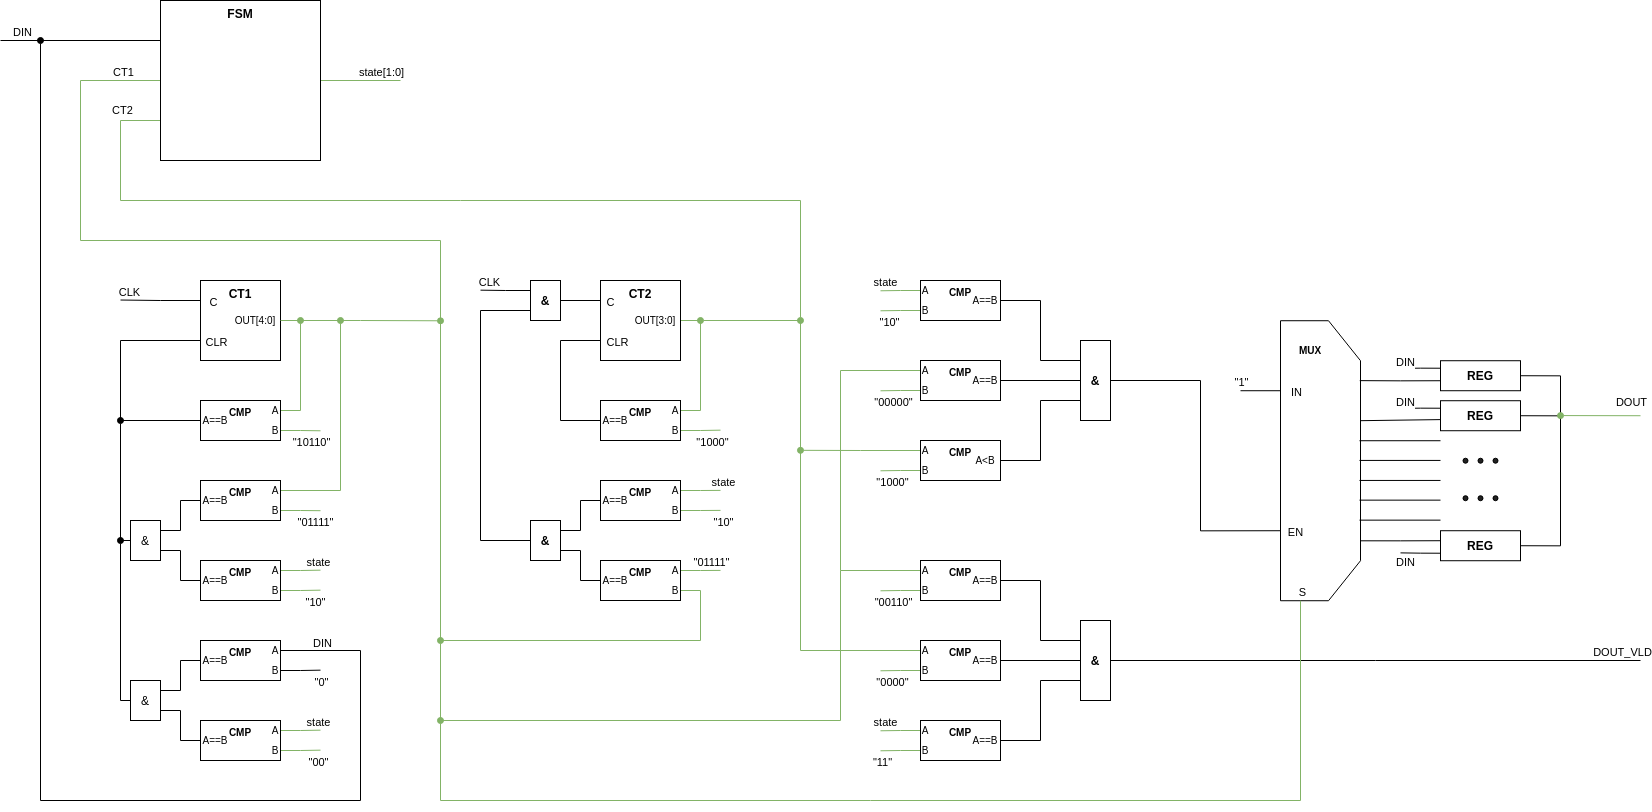 FSM
DIN
CT1
CT2
state[1:0]
CLK
CT1
C
OUT[4:0]
CLR
CMP
A
A==B
B
"10110"
CMP
A
A==B
B
"01111"
&
state
CMP
A
A==B
B
"10"
DIN
CMP
A
A==B
B
"0"
&
state
CMP
A
A==B
B
"00"
CLK
&
CT2
C
OUT[3:0]
CLR
CMP
A
A==B
B
"1000"
state
CMP
A
A==B
B
"10"
&
"01111"
CMP
A
A==B
B
state
A
CMP
A==B
B
"10"
A
CMP
A==B
B
"00000"
A
CMP
A<B
B
"1000"
&
A
CMP
A==B
B
"00110"
A
CMP
A==B
B
"0000"
state
A
CMP
A==B
B
"11"
&
MUX
"1"
IN
EN
S
DIN
REG
DIN
REG
REG
DIN
DOUT
DOUT_VLD